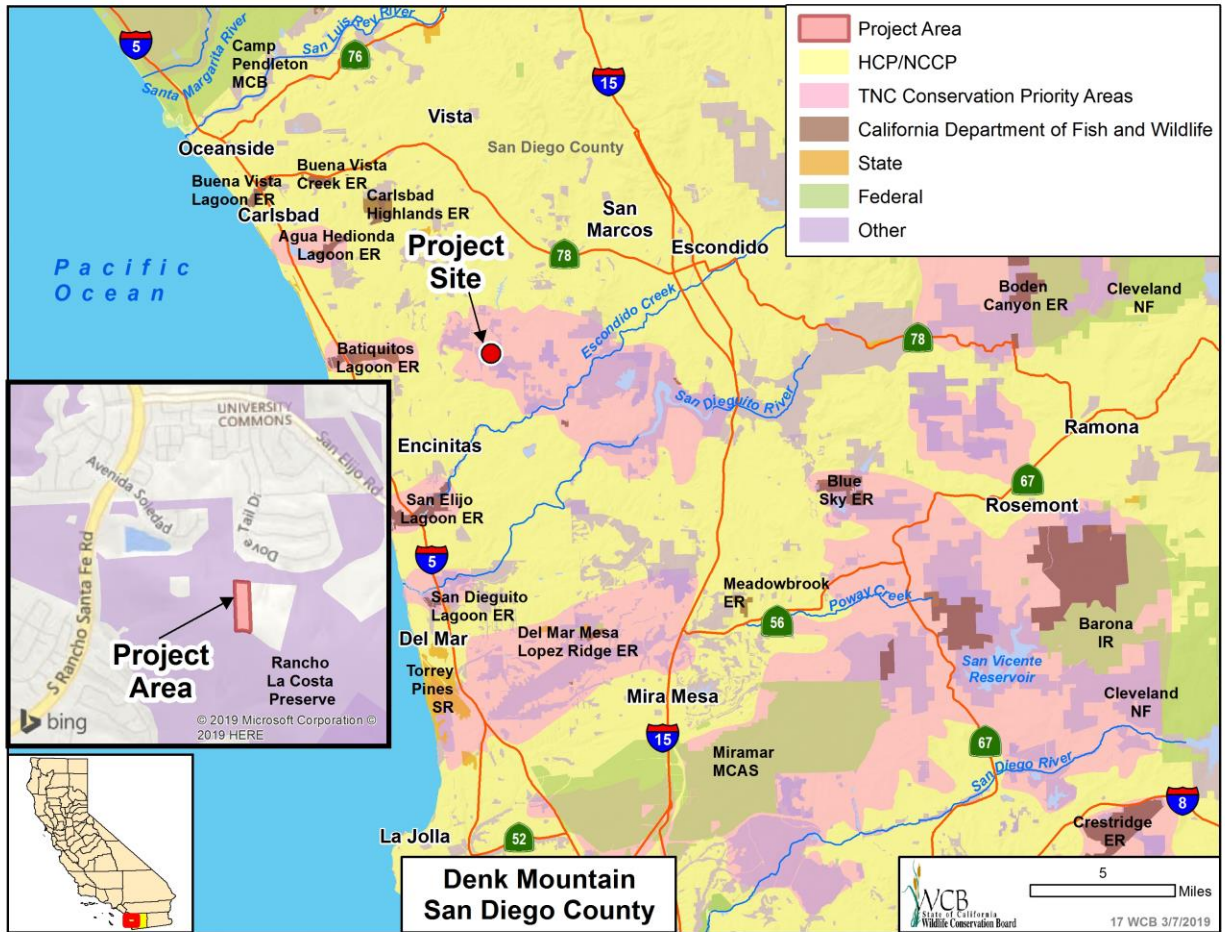 5
Camp
Pendleton
MCB
San Luis Rey River
Santa Margarita River
76
15
Vista
Oceanside
San Diego County
Buena Vista
Creek ER
Buena Vista
Lagoon ER
Carlsbad
Carlsbad
Highlands ER
San
Marcos
Agua Hedionda
Lagoon ER
Escondido
Project
Site
78
Pacific
Ocean
Escondido Creek
Boden
Canyon ER
Cleveland
NF
78
Batiquitos
Lagoon ER
San Dieguito River
Encinitas
Ramona
67
Rosemont
Blue
Sky ER
San Elijo
Lagoon ER
5
Meadowbrook
ER
San Dieguito
Lagoon ER
56
Poway Creek
Barona
IR
Del Mar
Del Mar Mesa
Lopez Ridge ER
San Vicente
Reservoir
Torrey
Pines
SR
Mira Mesa
Cleveland
NF
15
67
Miramar
MCAS
San Diego River
8
La Jolla
52
Crestridge
ER
Project Area
HCP/NCCP
TNC Conservation Priority Areas
California Department of Fish and Wildlife
State
Federal
Other
UNIVERSITY
COMMONS
San Elijo Rd
Avenida Soledad
Dove Tail Dr
S Rancho Santa Fe Rd
Project
Area
Rancho
La Costa
Preserve
bing
© 2019 Microsoft Corporation ©
2019 HERE
Denk Mountain
San Diego County
WCB
State of California
Wildlife Conservation Board
5
Miles
17 WCB 3/7/2019